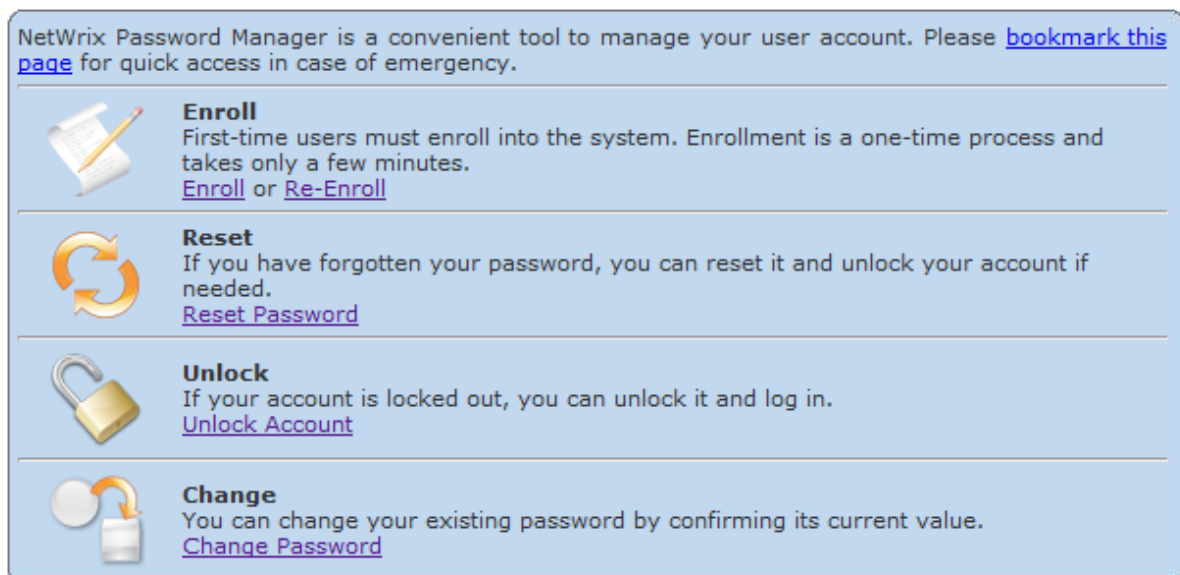 NetWrix Password Manager is a convenient tool to manage your user account. Please bookmark this
page for quick access in case of emergency.
Enroll
First-time users must enroll into the system. Enrollment is a one-time process and
takes only a few minutes.
Enroll or Re-Enroll
Reset
If you have forgotten your password, you can reset it and unlock your account if
needed.
Reset Password
Unlock
If your account is locked out, you can unlock it and log in.
Unlock Account
Change
You can change your existing password by confirming its current value.
Change Password